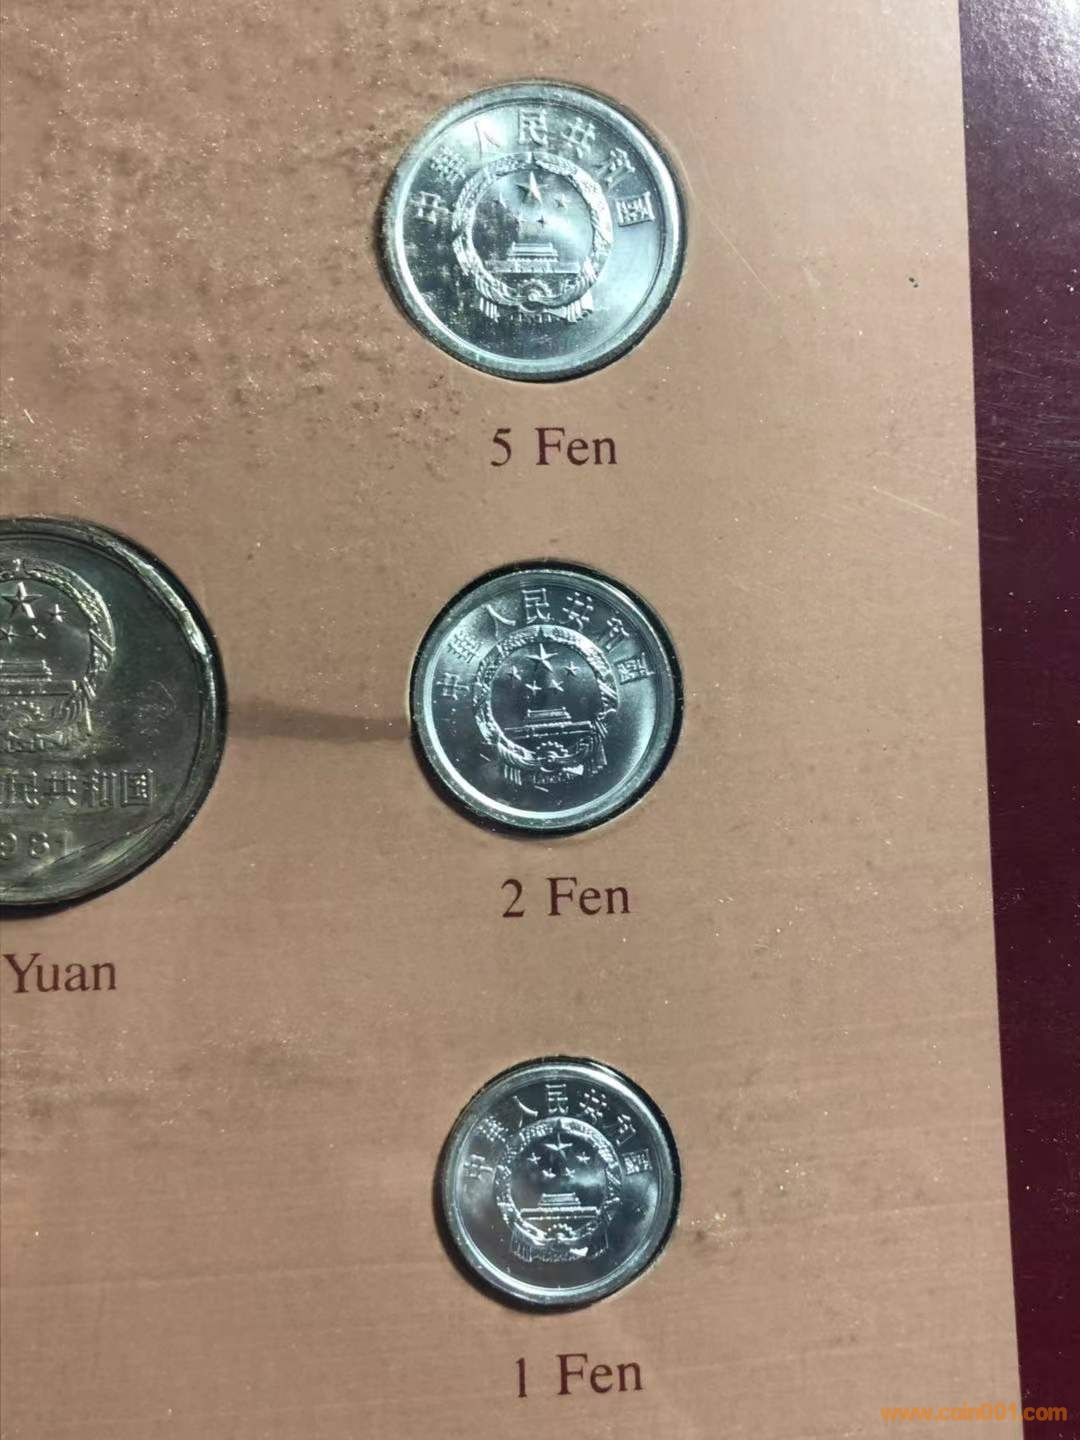 中华人民共和国
5 Fen
中华人民共和国
2 Fen
民共和国
981
Yuan
中华人民共和国
1 Fen
www.coin001.com